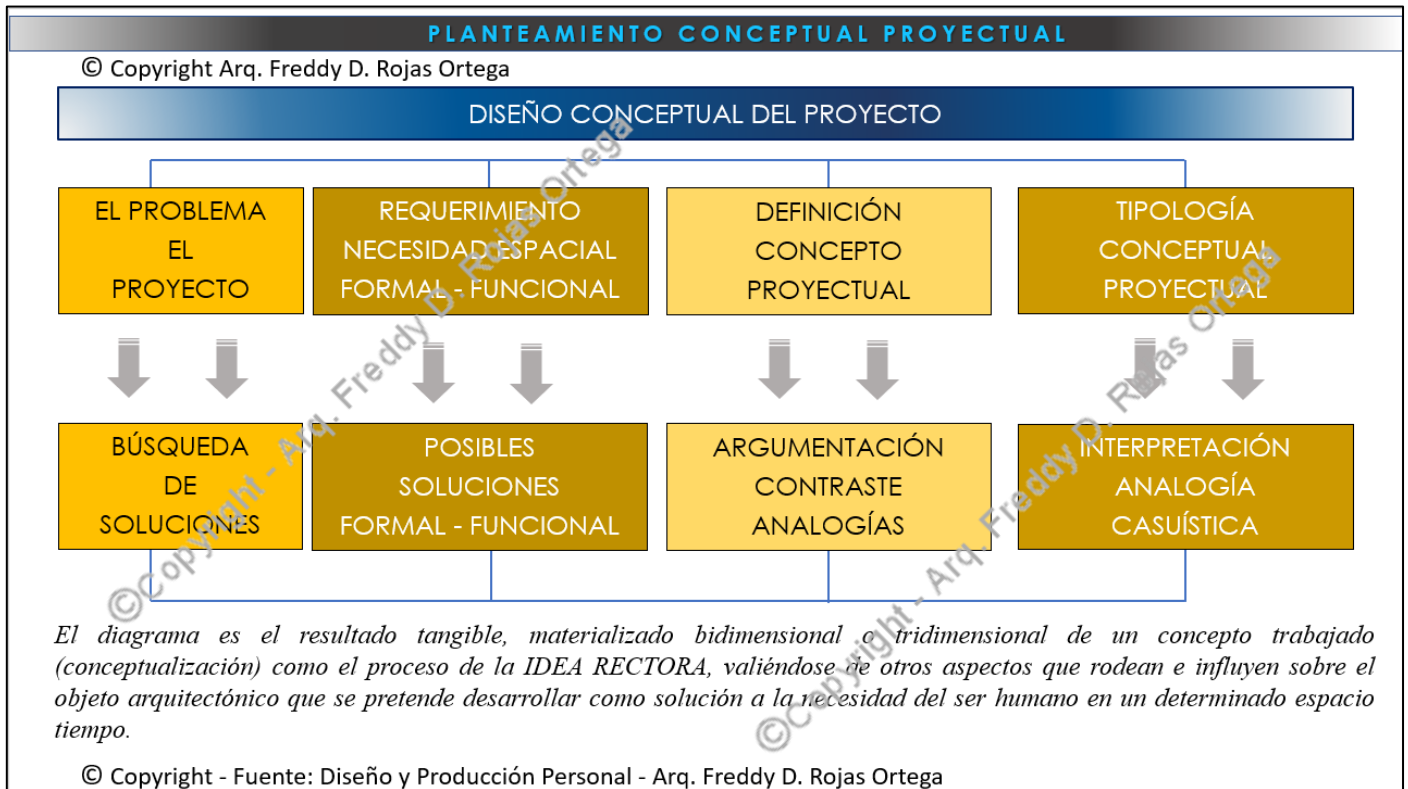 PLANTEAMIENTO CONCEPTUAL PROYECTUAL
© Copyright Arq. Freddy D. Rojas Ortega
DISEÑO CONCEPTUAL DEL PROYECTO
EL PROBLEMA
EL
PROYECTO
REQUERIMIENTO
NECESIDAD ESPACIAL
FORMAL - FUNCIONAL
DEFINICIÓN
CONCEPTO
PROYECTUAL
TIPOLOGÍA
CONCEPTUAL
PROYECTUAL
BÚSQUEDA
DE
SOLUCIONES
POSIBLES
SOLUCIONES
FORMAL - FUNCIONAL
ARGUMENTACIÓN
CONTRASTE
ANALOGÍAS
INTERPRETACIÓN
ANALOGÍA
CASUÍSTICA
©Copyright - Arq. Freddy D. Rojas Ortega
©Copyright - Arq. Freddy D. Rojas Ortega
El diagrama es el resultado tangible, materializado bidimensional o tridimensional de un concepto trabajado
(conceptualización) como el proceso de la IDEA RECTORA, valiéndose de otros aspectos que rodean e influyen sobre el
objeto arquitectónico que se pretende desarrollar como solución a la necesidad del ser humano en un determinado espacio
tiempo.
© Copyright - Fuente: Diseño y Producción Personal - Arq. Freddy D. Rojas Ortega